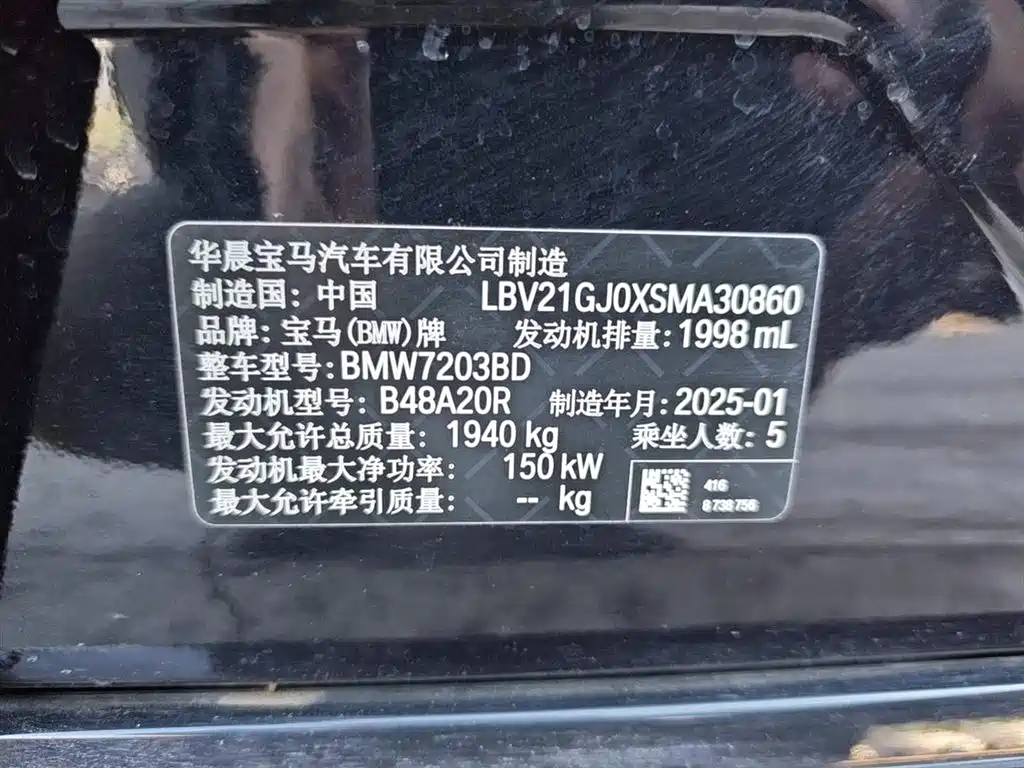 华晨宝马汽车有限公司制造
制造国：中国 LBV21GJ0XSMA30860
品牌：宝马(BMW)牌 发动机排量：1998 mL
整车型号：BMW7203BD
发动机型号：B48A20R 制造年月：2025-01
最大允许总质量：1940 kg 乘坐人数：5
发动机最大净功率：150 kW
最大允许牵引质量：-- kg
416
8738756